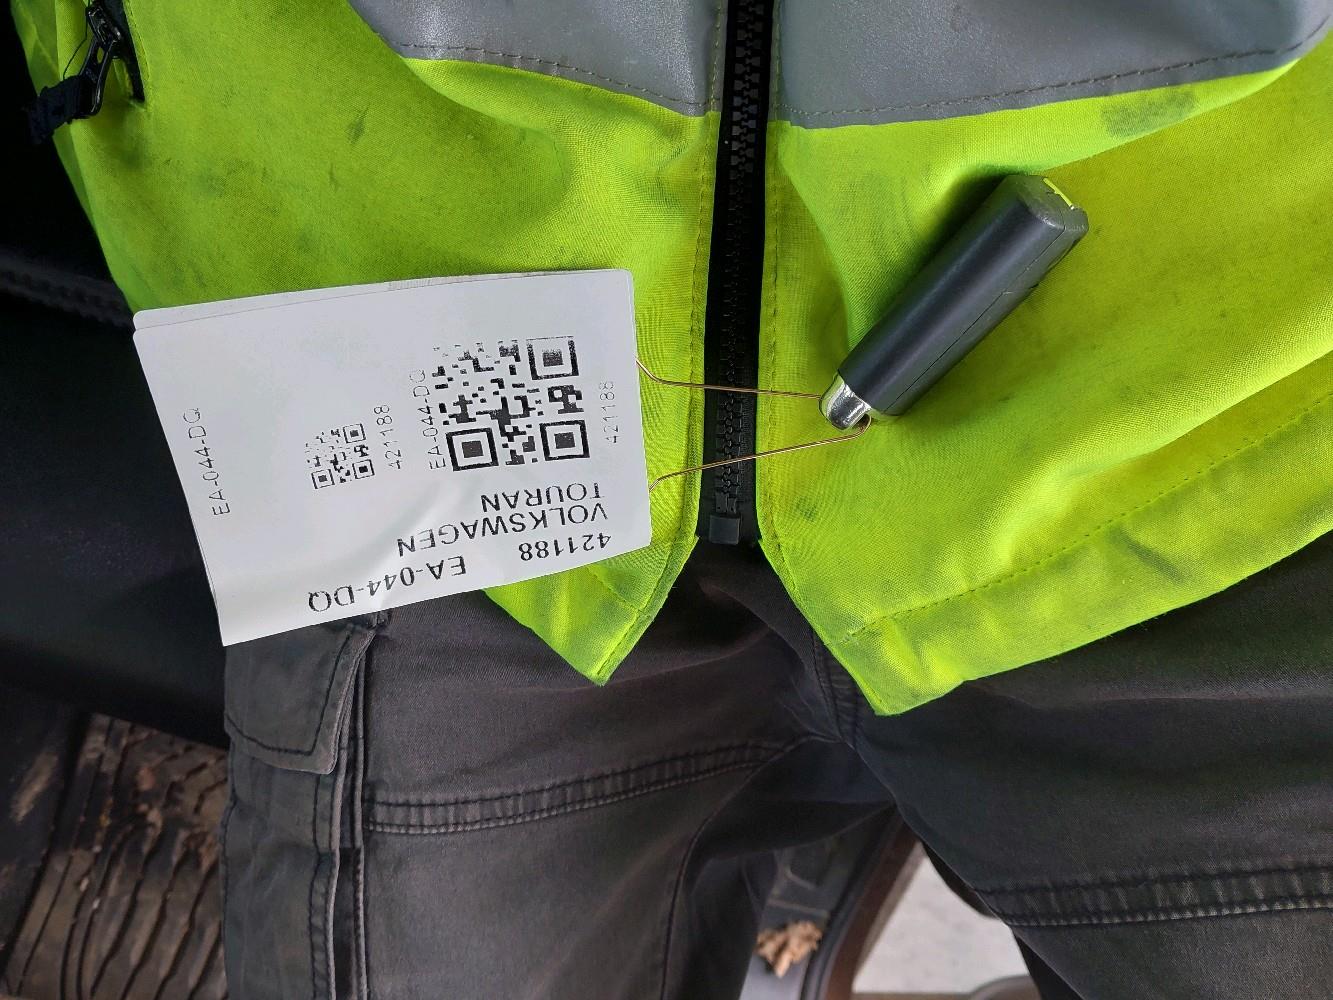 421188 EA-044-DQ
VOLKSWAGEN
TOURAN
421188
EA-044-DQ
421188
EA-044-DQ